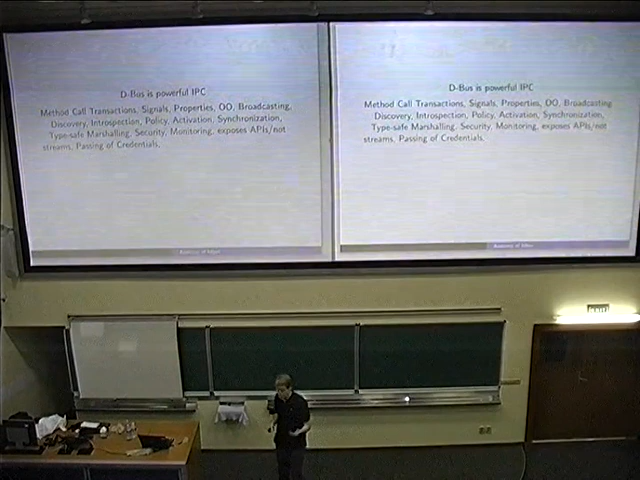 D-Bus is powerful IPC
Method Call Transactions, Signals, Properties, OO, Broadcasting,
Discovery, Introspection, Policy, Activation, Synchronization,
Type-safe Marshalling, Security, Monitoring, exposes APIs/not
streams, Passing of Credentials,
D-Bus is powerful IPC
Method Call Transactions, Signals, Properties, OO, Broadcasting
Discovery, Introspection, Policy, Activation, Synchronization,
Type-safe Marshalling, Security, Monitoring, exposes APIs/not
streams, Passing of Credentials,